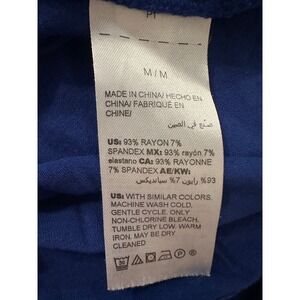 M/M
MADE IN CHINA/ HECHO EN
CHINA/ FABRIQUÉ EN
CHINE/
صنع في الصين
US: 93% RAYON 7%
SPANDEX MX: 93% rayón 7%
elastano CA: 93% RAYONNE
7% SPANDEX AE/KW:
93% رايون 7% سبانديكس
US: WITH SIMILAR COLORS.
MACHINE WASH COLD,
GENTLE CYCLE. ONLY
NON-CHLORINE BLEACH.
TUMBLE DRY LOW. WARM
IRON. MAY BE DRY
CLEANED
30